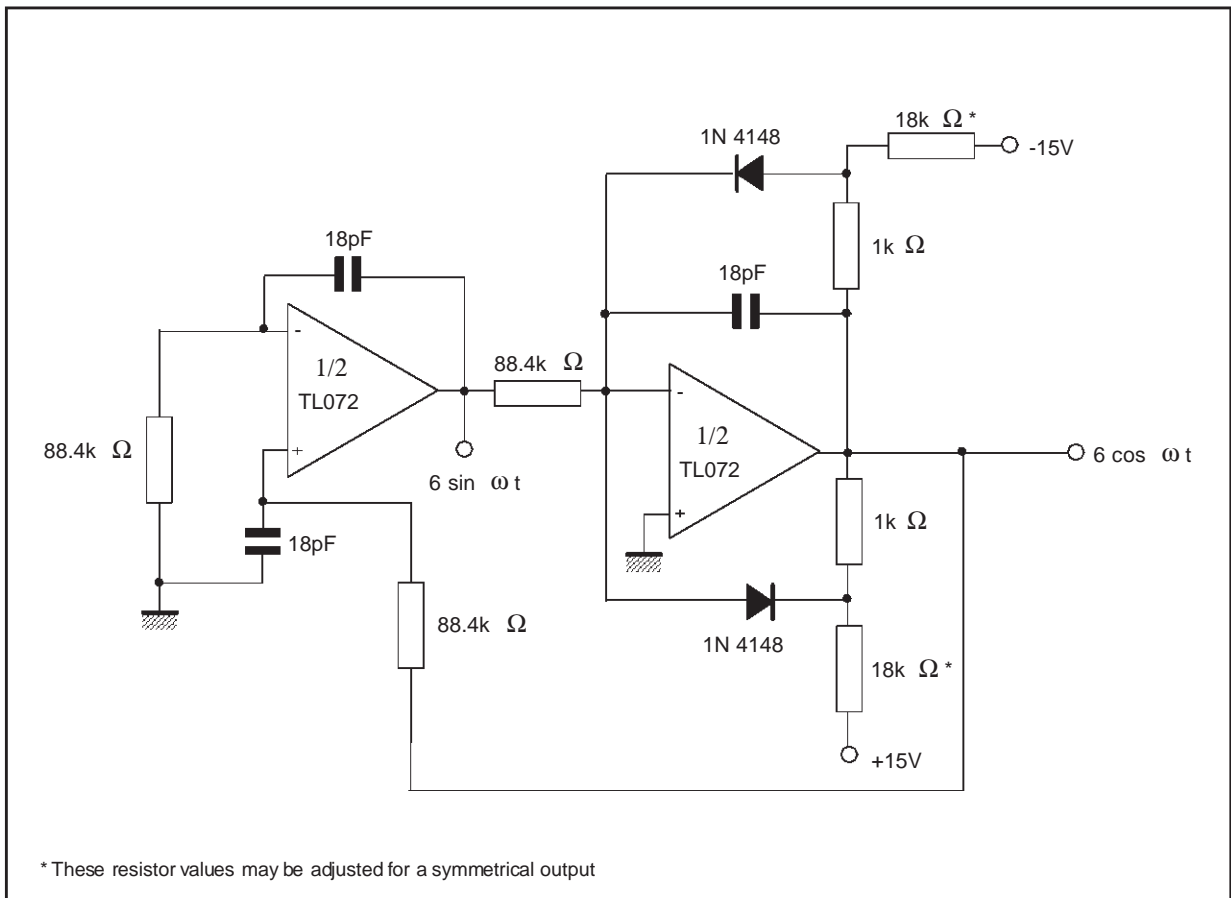 18k Ω *
1N 4148
-15V
1k Ω
18pF
18pF
-
1/2
TL072
+
88.4k Ω
88.4k Ω
6 sin ω t
18pF
-
1/2
TL072
+
6 cos ω t
1k Ω
88.4k Ω
1N 4148
18k Ω *
+15V
* These resistor values may be adjusted for a symmetrical output